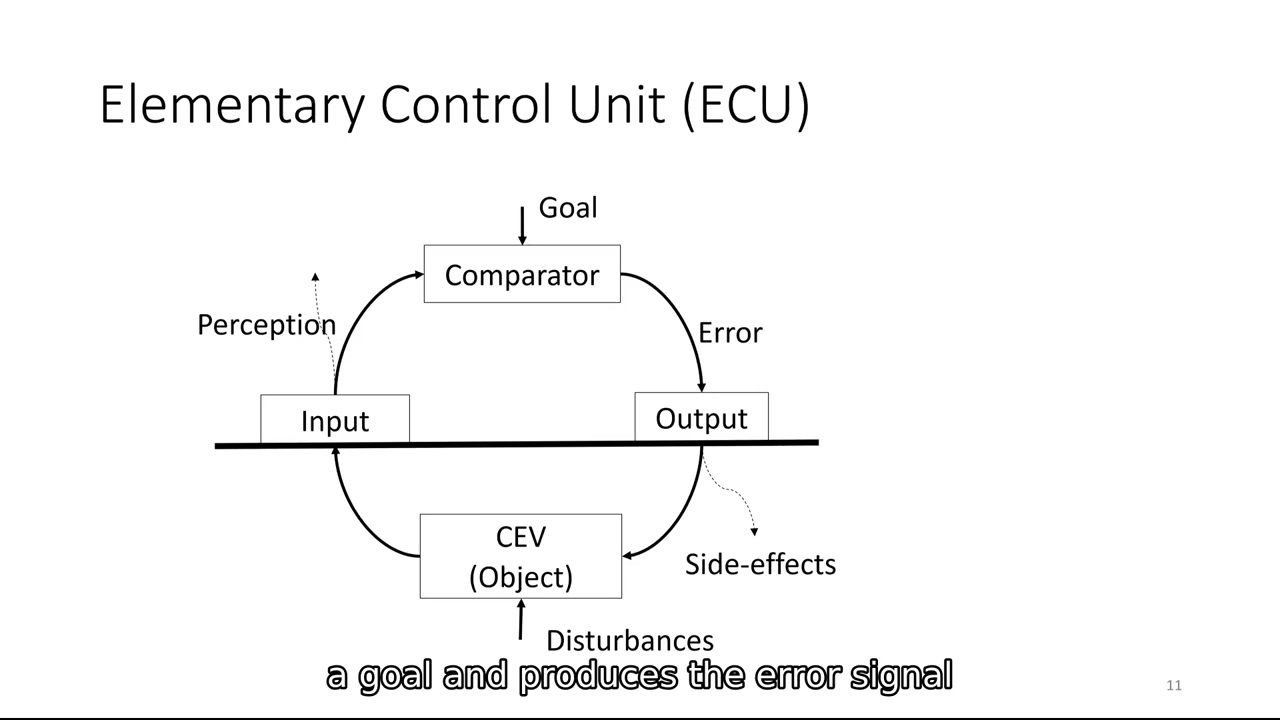 Elementary Control Unit (ECU)
Goal
Comparator
Perception
Error
Input
Output
CEV
(Object)
Side-effects
Disturbances
a goal and produces the error signal
11